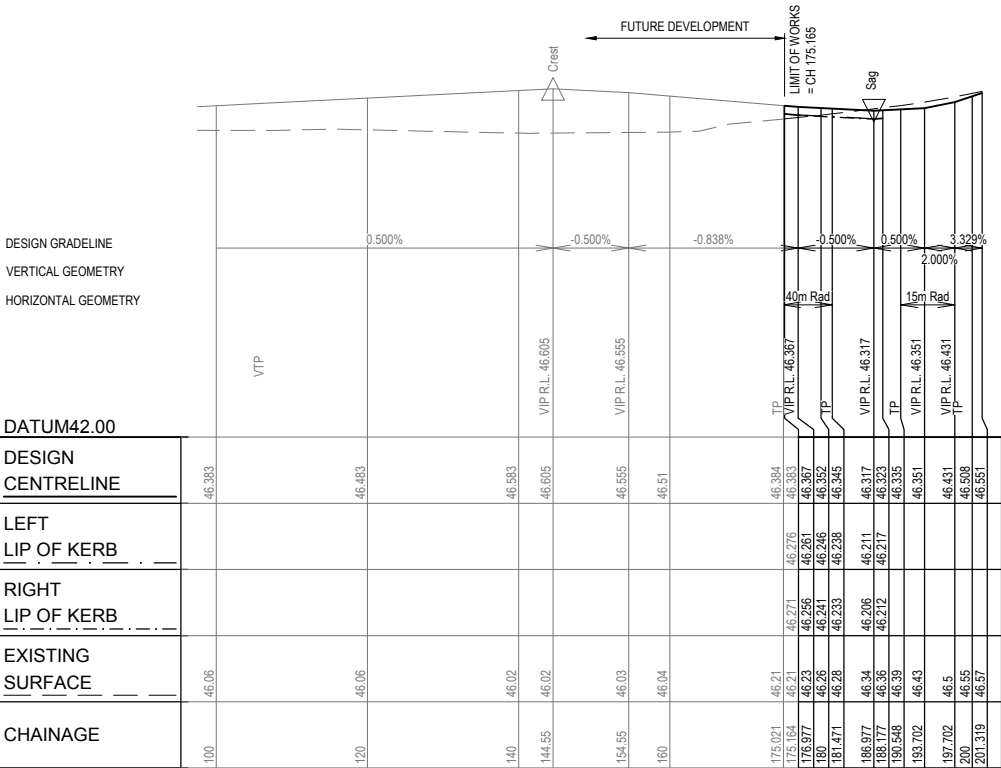 FUTURE DEVELOPMENT
LIMIT OF WORKS
= CH 175.165
Crest
Sag
DESIGN GRADELINE
0.500%
-0.500%
-0.838%
-0.500%
0.500%
3.329%
2.000%
VERTICAL GEOMETRY
HORIZONTAL GEOMETRY
40m Rad
15m Rad
VTP
VIP R.L. 46.605
VIP R.L. 46.555
TP
VIP R.L. 46.367
TP
VIP R.L. 46.317
TP
VIP R.L. 46.351
VIP R.L. 46.431
TP
DATUM42.00
DESIGN
CENTRELINE
46.383
46.483
46.583
46.605
46.555
46.51
46.384
46.383
46.367
46.352
46.345
46.317
46.323
46.335
46.351
46.431
46.508
46.551
LEFT
LIP OF KERB
46.276
46.261
46.246
46.238
46.211
46.217
RIGHT
LIP OF KERB
46.271
46.256
46.241
46.233
46.206
46.212
EXISTING
SURFACE
46.06
46.06
46.02
46.02
46.03
46.04
46.21
46.21
46.23
46.26
46.28
46.34
46.36
46.39
46.43
46.5
46.55
46.57
CHAINAGE
100
120
140
144.55
154.55
160
175.021
175.164
176.977
180
181.471
186.977
188.177
190.548
193.702
197.702
200
201.319